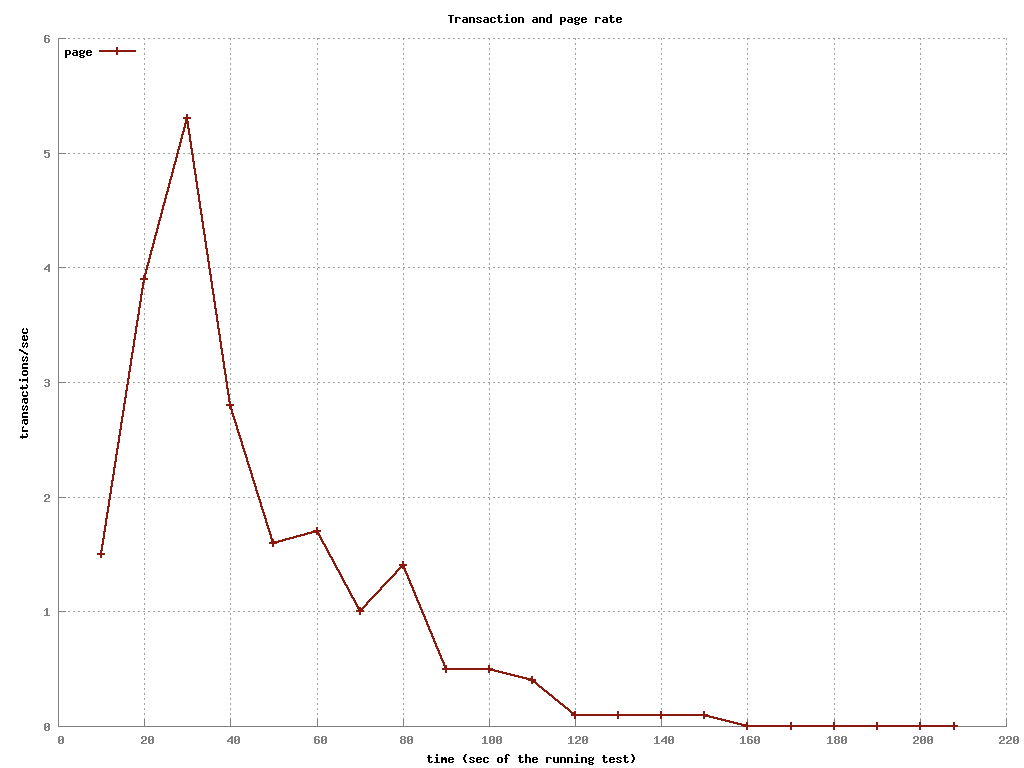 Transaction and page rate
page
6
5
4
3
2
1
0
transactions/sec
0 20 40 60 80 100 120 140 160 180 200 220
time (sec of the running test)